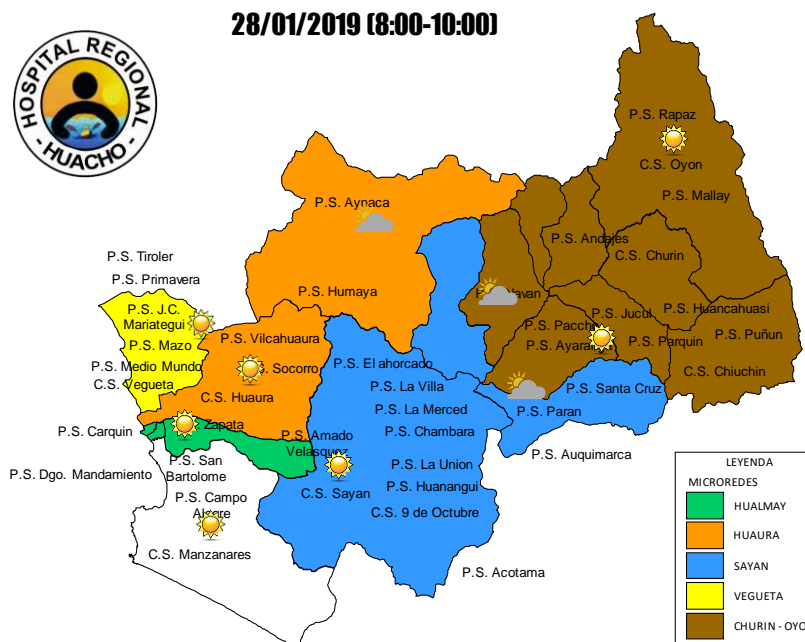 28/01/2019 (8:00-10:00)
HOSPITAL REGIONAL
- HUACHO -
P.S. Rapaz
C.S. Oyon
P.S. Mallay
P.S. Aynaca
P.S. Andajes
C.S. Churin
P.S. Tiroler
P.S. Primavera
P.S. Humaya
P.S. J.C.
Mariategui
P.S. Huancahuasi
P.S. Jucul
P.S. Pacch
P.S. Vilcahuaura
P.S. Puñun
P.S. Mazo
P.S. Parquin
P.S. Medio Mundo
P.S. El ahorcado
Socorro
C.S. Chiuchin
C.S. Vegueta
P.S. La Villa
P.S. Santa Cruz
C.S. Huaura
P.S. La Merced
P.S. Paran
Zapata
P.S. Carquin
P.S. Amado
Velasquez
P.S. Chambara
P.S. Auquimarca
P.S. San
Bartolome
P.S. La Union
P.S. Dgo. Mandamiento
C.S. Sayan
P.S. Huanangui
P.S. Campo
Alegre
C.S. 9 de Octubre
C.S. Manzanares
P.S. Acotama
LEYENDA
MICROREDES
HUALMAY
HUAURA
SAYAN
VEGUETA
CHURIN - OYO